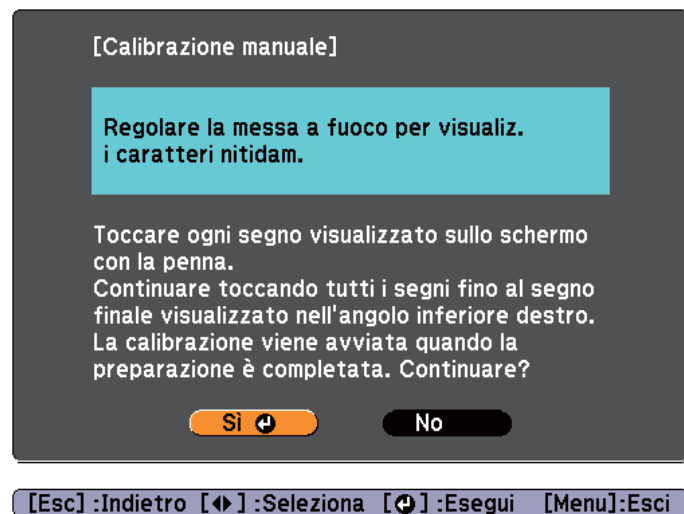 [Calibrazione manuale]
Regolare la messa a fuoco per visualiz.
i caratteri nitidam.
Toccare ogni segno visualizzato sullo schermo
con la penna.
Continuare toccando tutti i segni fino al segno
finale visualizzato nell'angolo inferiore destro.
La calibrazione viene avviata quando la
preparazione è completata. Continuare?
Sì No
[Esc] :Indietro [◀▶] :Seleziona [↵] :Esegui [Menu]:Esci